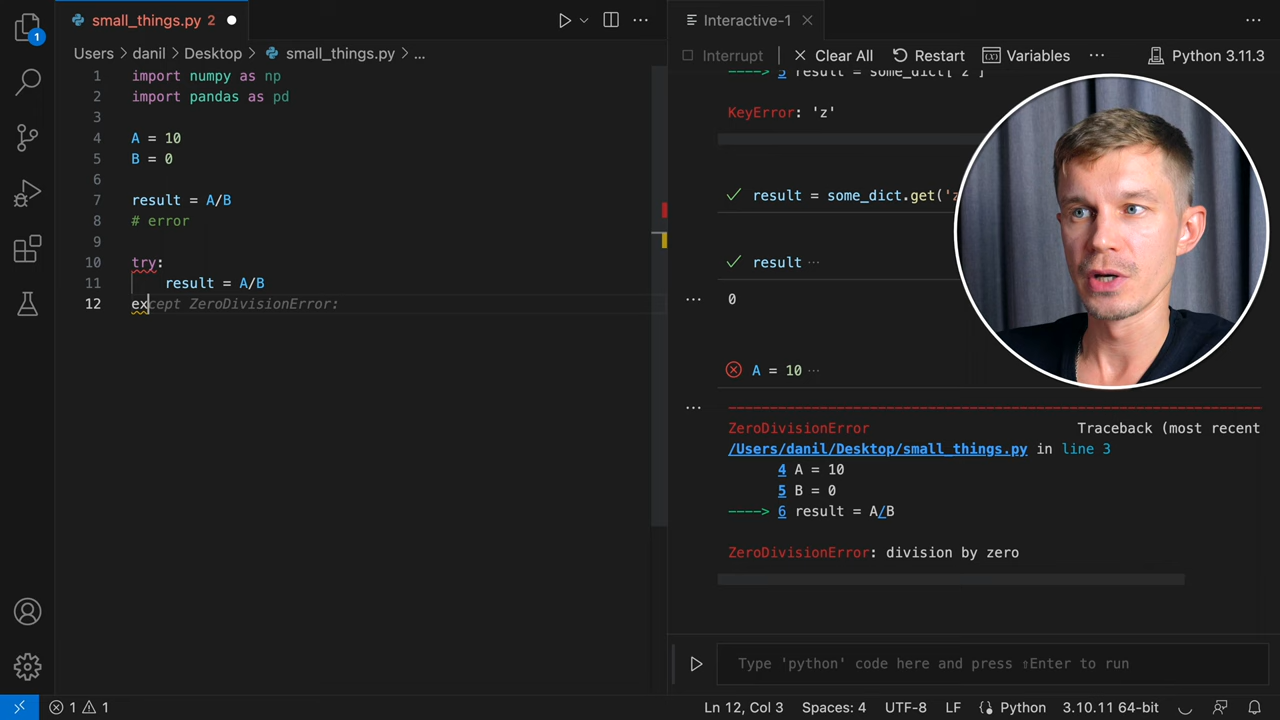 small_things.py 2
Users > danil > Desktop > small_things.py > ...
1 import numpy as np
2 import pandas as pd
3
4 A = 10
5 B = 0
6
7 result = A/B
8 # error
9
10 try:
11 result = A/B
12 except ZeroDivisionError:
Interactive-1
Interrupt | Clear All Restart Variables ... Python 3.11.3
----> 5 result = some_dict['z']
KeyError: 'z'
result = some_dict.get('z
result ...
0
A = 10 ...
ZeroDivisionError Traceback (most recent
/Users/danil/Desktop/small_things.py in line 3
4 A = 10
5 B = 0
----> 6 result = A/B
ZeroDivisionError: division by zero
Type 'python' code here and press ⇧Enter to run
1
1 1 Ln 12, Col 3 Spaces: 4 UTF-8 LF Python 3.10.11 64-bit